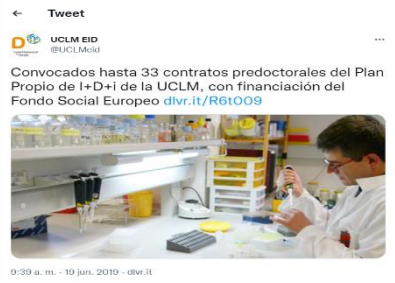 Tweet
UCLM EID
@UCLMeid
Convocados hasta 33 contratos predoctorales del Plan
Propio de I+D+i de la UCLM, con financiación del
Fondo Social Europeo dlvr.it/R6t0O9
9:39 a. m. · 19 jun. 2019 · dlvr.it